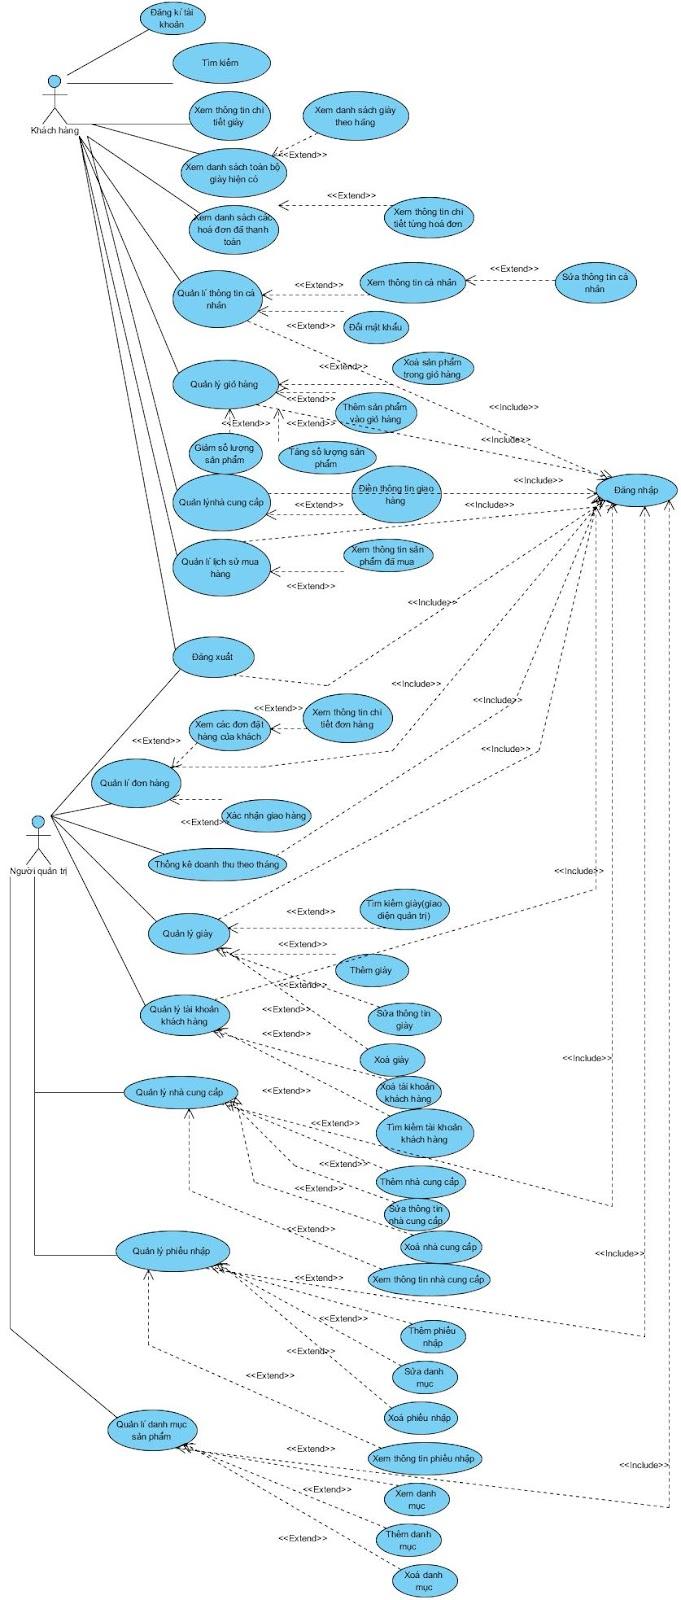 Đăng kí tài
khoản
Tìm kiếm
Khách hàng
Xem thông tin chi
tiết giày
Xem danh sách giày
theo hãng
<<Extend>>
Xem danh sách toàn bộ
giày hiện có
<<Extend>>
Xem danh sách các
hoá đơn đã thanh
toán
Xem thông tin chi
tiết từng hoá đơn
<<Extend>>
Quản lí thông tin cá
nhân
<<Extend>>
Xem thông tin cá nhân
<<Extend>>
Sửa thông tin cá
nhân
<<Extend>>
Đổi mật khẩu
Quản lý giỏ hàng
<<Extend>>
Xoá sản phẩm
trong giỏ hàng
<<Extend>>
Thêm sản phẩm
vào giỏ hàng
<<Include>>
<<Extend>>
<<Extend>>
<<Include>>
Giảm số lượng
sản phẩm
Tăng số lượng sản
phẩm
Quản lýnhà cung cấp
Điền thông tin giao
hàng
<<Include>>
Đăng nhập
<<Extend>>
Quản lí lịch sử mua
hàng
Xem thông tin sản
phẩm đã mua
<<Extend>>
<<Include>>
Đăng xuất
<<Include>>
<<Include>>
Xem các đơn đặt
hàng của khách
<<Extend>>
Xem thông tin chi
tiết đơn hàng
<<Extend>>
<<Include>>
Quản lí đơn hàng
<<Extend>>
Xác nhận giao hàng
Người quản trị
Thống kê doanh thu theo tháng
<<Include>>
Quản lý giày
<<Extend>>
Tìm kiếm giày(giao
diện quản trị)
<<Extend>>
Thêm giày
<<Extend>>
Sửa thông tin
giày
<<Extend>>
Xoá giày
Quản lý tài khoản
khách hàng
<<Extend>>
Xoá tài khoản
khách hàng
<<Include>>
Quản lý nhà cung cấp
<<Extend>>
Tìm kiếm tài khoản
khách hàng
<<Extend>>
Thêm nhà cung cấp
<<Extend>>
Sửa thông tin
nhà cung cấp
<<Extend>>
Xoá nhà cung cấp
<<Extend>>
Xem thông tin nhà cung cấp
<<Include>>
Quản lý phiếu nhập
<<Extend>>
Thêm phiếu
nhập
<<Extend>>
Sửa danh
mục
<<Extend>>
Xoá phiếu nhập
<<Extend>>
Xem thông tin phiếu nhập
Quản lí danh mục
sản phẩm
<<Extend>>
<<Include>>
Xem danh
mục
<<Extend>>
Thêm danh
mục
<<Extend>>
Xoá danh
mục